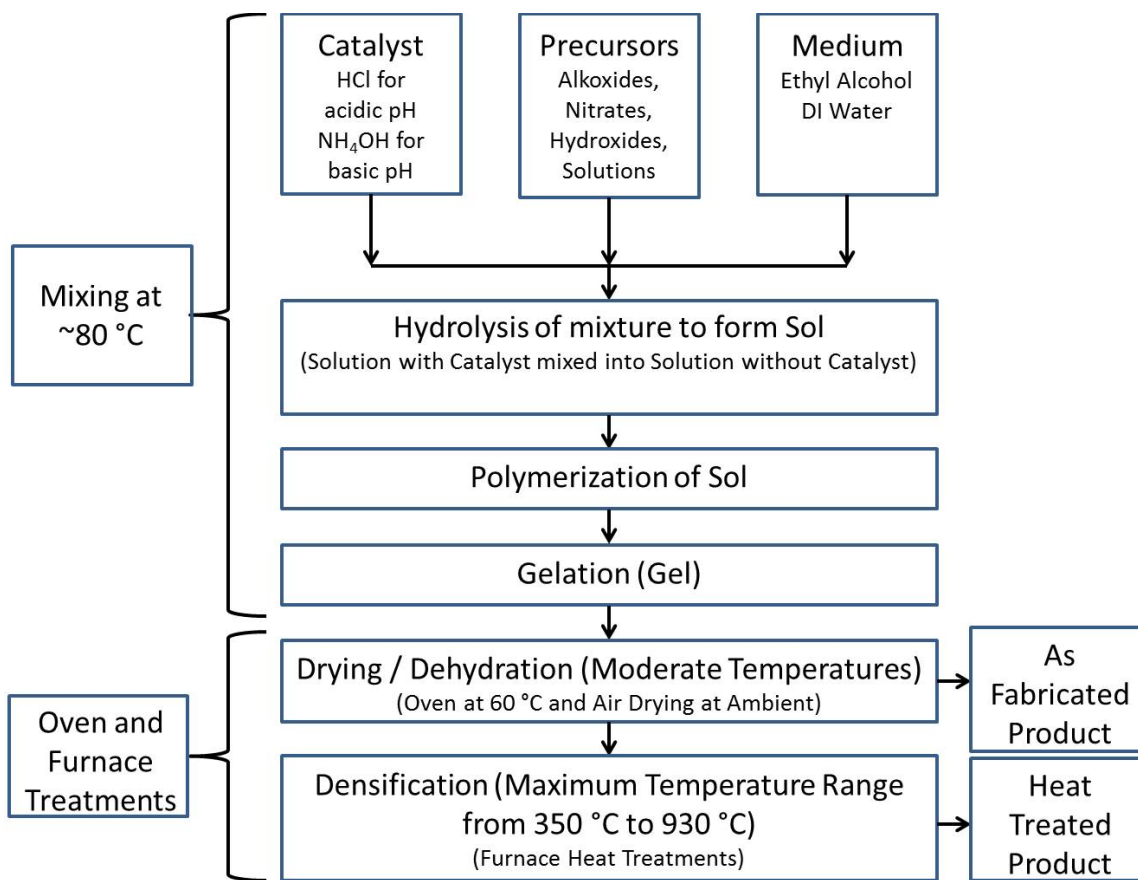 Catalyst
HCl for
acidic pH
NH₄OH for
basic pH
Precursors
Alkoxides,
Nitrates,
Hydroxides,
Solutions
Medium
Ethyl Alcohol
DI Water
Mixing at
~80 °C
Hydrolysis of mixture to form Sol
(Solution with Catalyst mixed into Solution without Catalyst)
Polymerization of Sol
Gelation (Gel)
Oven and
Furnace
Treatments
Drying / Dehydration (Moderate Temperatures)
(Oven at 60 °C and Air Drying at Ambient)
As
Fabricated
Product
Densification (Maximum Temperature Range
from 350 °C to 930 °C)
(Furnace Heat Treatments)
Heat
Treated
Product